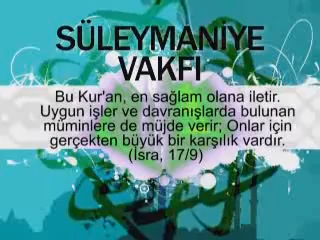 SÜLEYMANİYE
VAKFI
Bu Kur'an, en sağlam olana iletir.
Uygun işler ve davranışlarda bulunan
müminlere de müjde verir; Onlar için
gerçekten büyük bir karşılık vardır.
(İsra, 17/9)